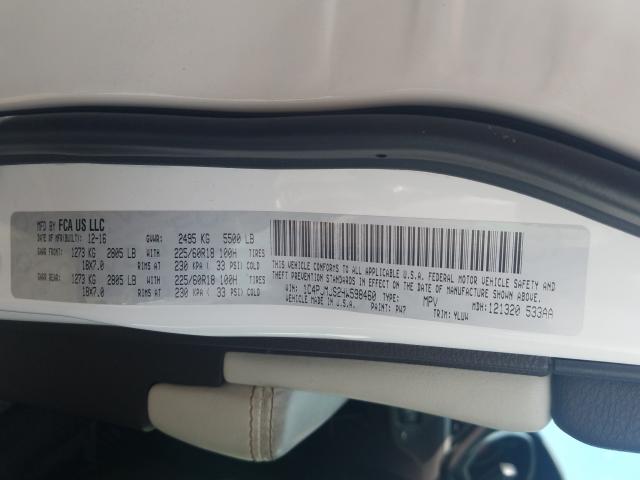 MFD BY FCA US LLC
DATE OF MFR(BUILT): 12-16 GVWR: 2495 KG 5500 LB
GAWR FRONT: 1273 KG 2805 LB WITH 225/60R18 100H TIRES
18X7.0 RIMS AT 230 KPA ( 33 PSI) COLD
GAWR REAR: 1273 KG 2805 LB WITH 225/60R18 100H TIRES
18X7.0 RIMS AT 230 KPA ( 33 PSI) COLD
THIS VEHICLE CONFORMS TO ALL APPLICABLE U.S.A. FEDERAL MOTOR VEHICLE SAFETY AND
THEFT PREVENTION STANDARDS IN EFFECT ON THE DATE OF MANUFACTURE SHOWN ABOVE.
VIN: TYPE: MPV
MADE IN U.S.A. PAINT: PW7 TRIM: MDH: 121320 533AA